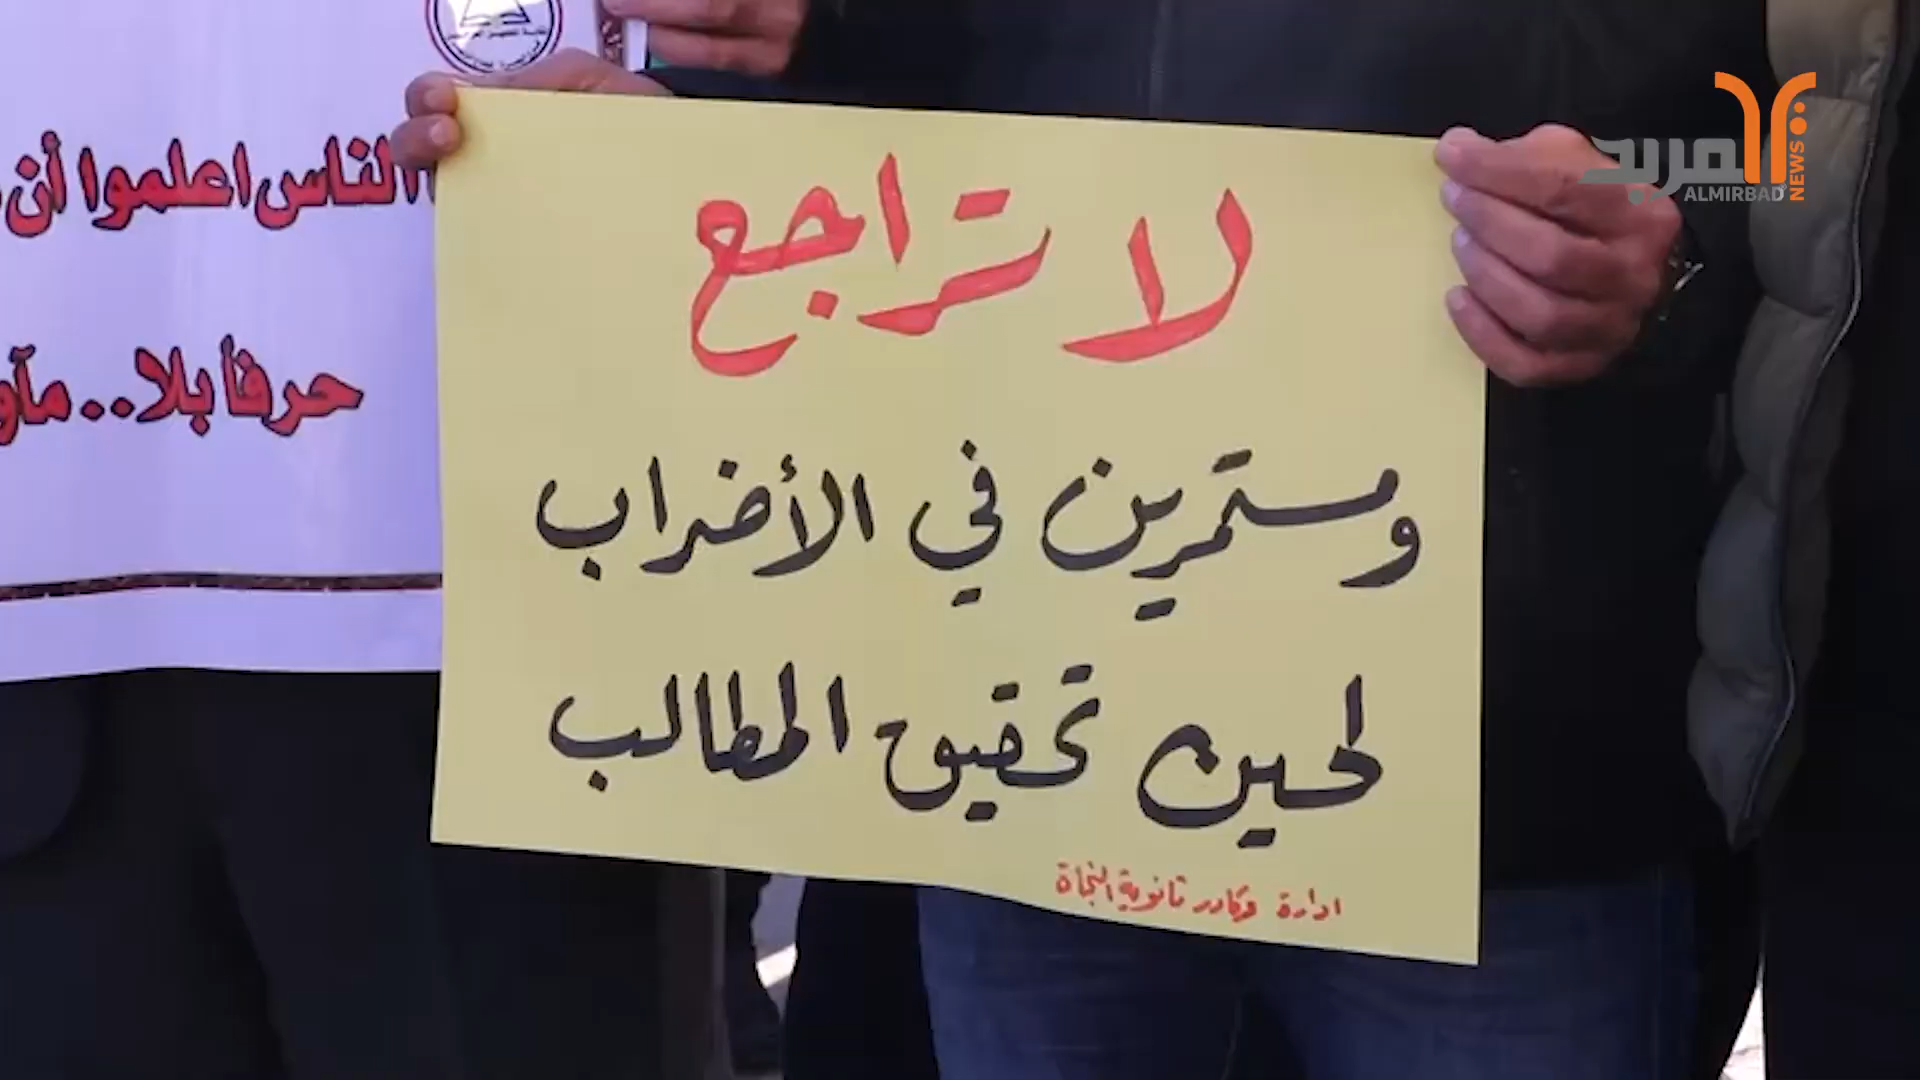 لا تراجع
ومستمرين في الأضراب
لحين تحقيق المطالب
ادارة وكادر ثانوية النجاة
الناس اعلموا أن
حرفاً بلا.. مآو
المربد
ALMIRBAD
NEWS